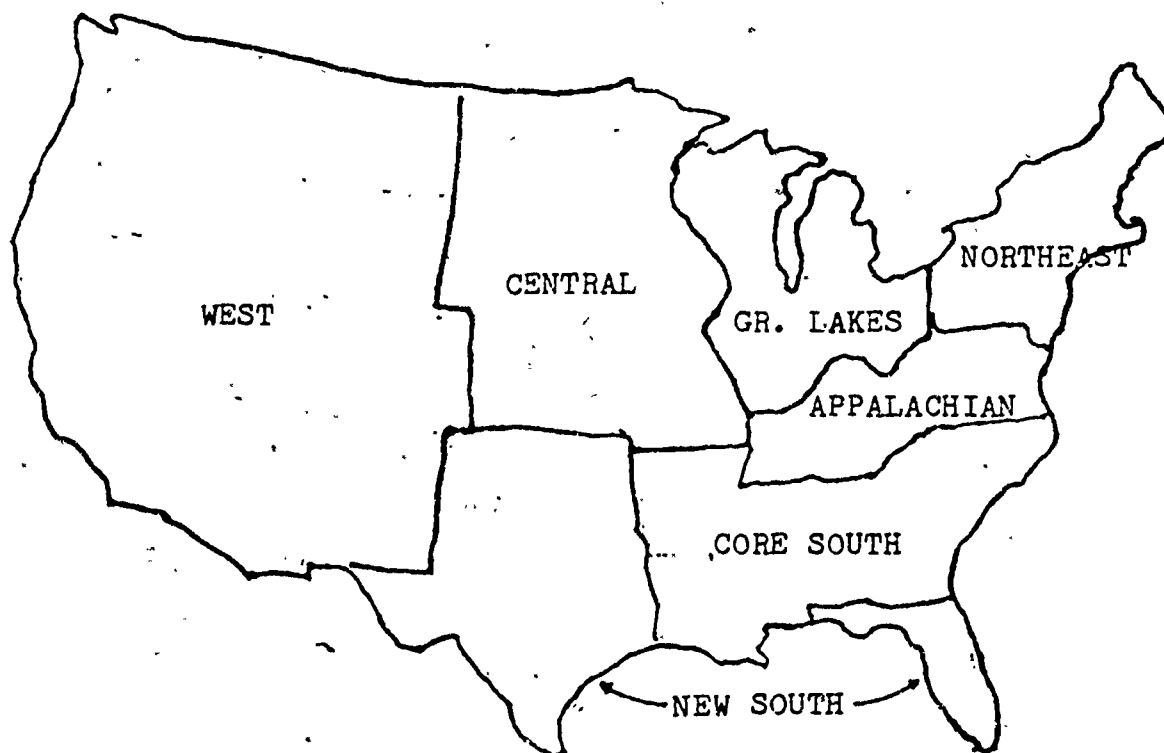 NORTHEAST
CENTRAL
WEST
GR. LAKES
APPALACHIAN
CORE SOUTH
NEW SOUTH